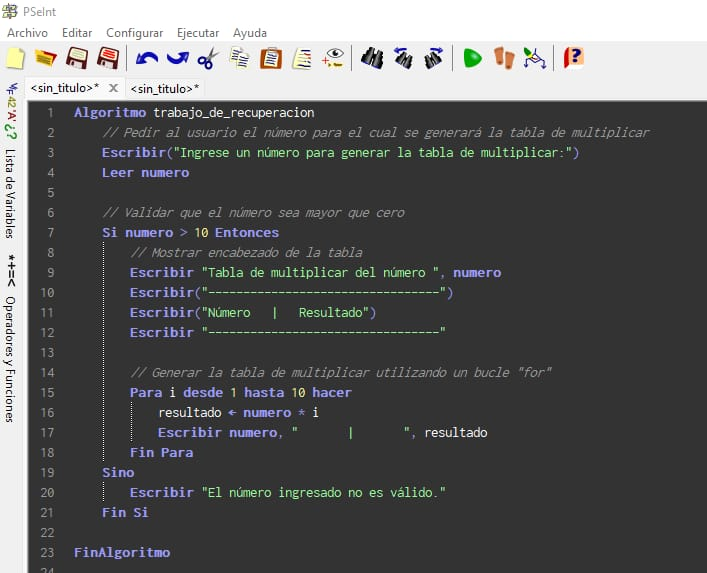 PSeInt
Archivo Editar Configurar Ejecutar Ayuda
<sin_titulo>* X <sin_titulo>*
42 'A' ¿?
Lista de Variables
*+=<
Operadores y Funciones
1 Algoritmo trabajo_de_recuperacion
2 // Pedir al usuario el número para el cual se generará la tabla de multiplicar
3 Escribir("Ingrese un número para generar la tabla de multiplicar:")
4 Leer numero
5
6 // Validar que el número sea mayor que cero
7 Si numero > 10 Entonces
8 // Mostrar encabezado de la tabla
9 Escribir "Tabla de multiplicar del número ", numero
10 Escribir("---------------------------------")
11 Escribir("Número   |   Resultado")
12 Escribir "---------------------------------"
13
14 // Generar la tabla de multiplicar utilizando un bucle "for"
15 Para i desde 1 hasta 10 hacer
16 resultado ← numero * i
17 Escribir numero, "       |       ", resultado
18 Fin Para
19 Sino
20 Escribir "El número ingresado no es válido."
21 Fin Si
22
23 FinAlgoritmo
24